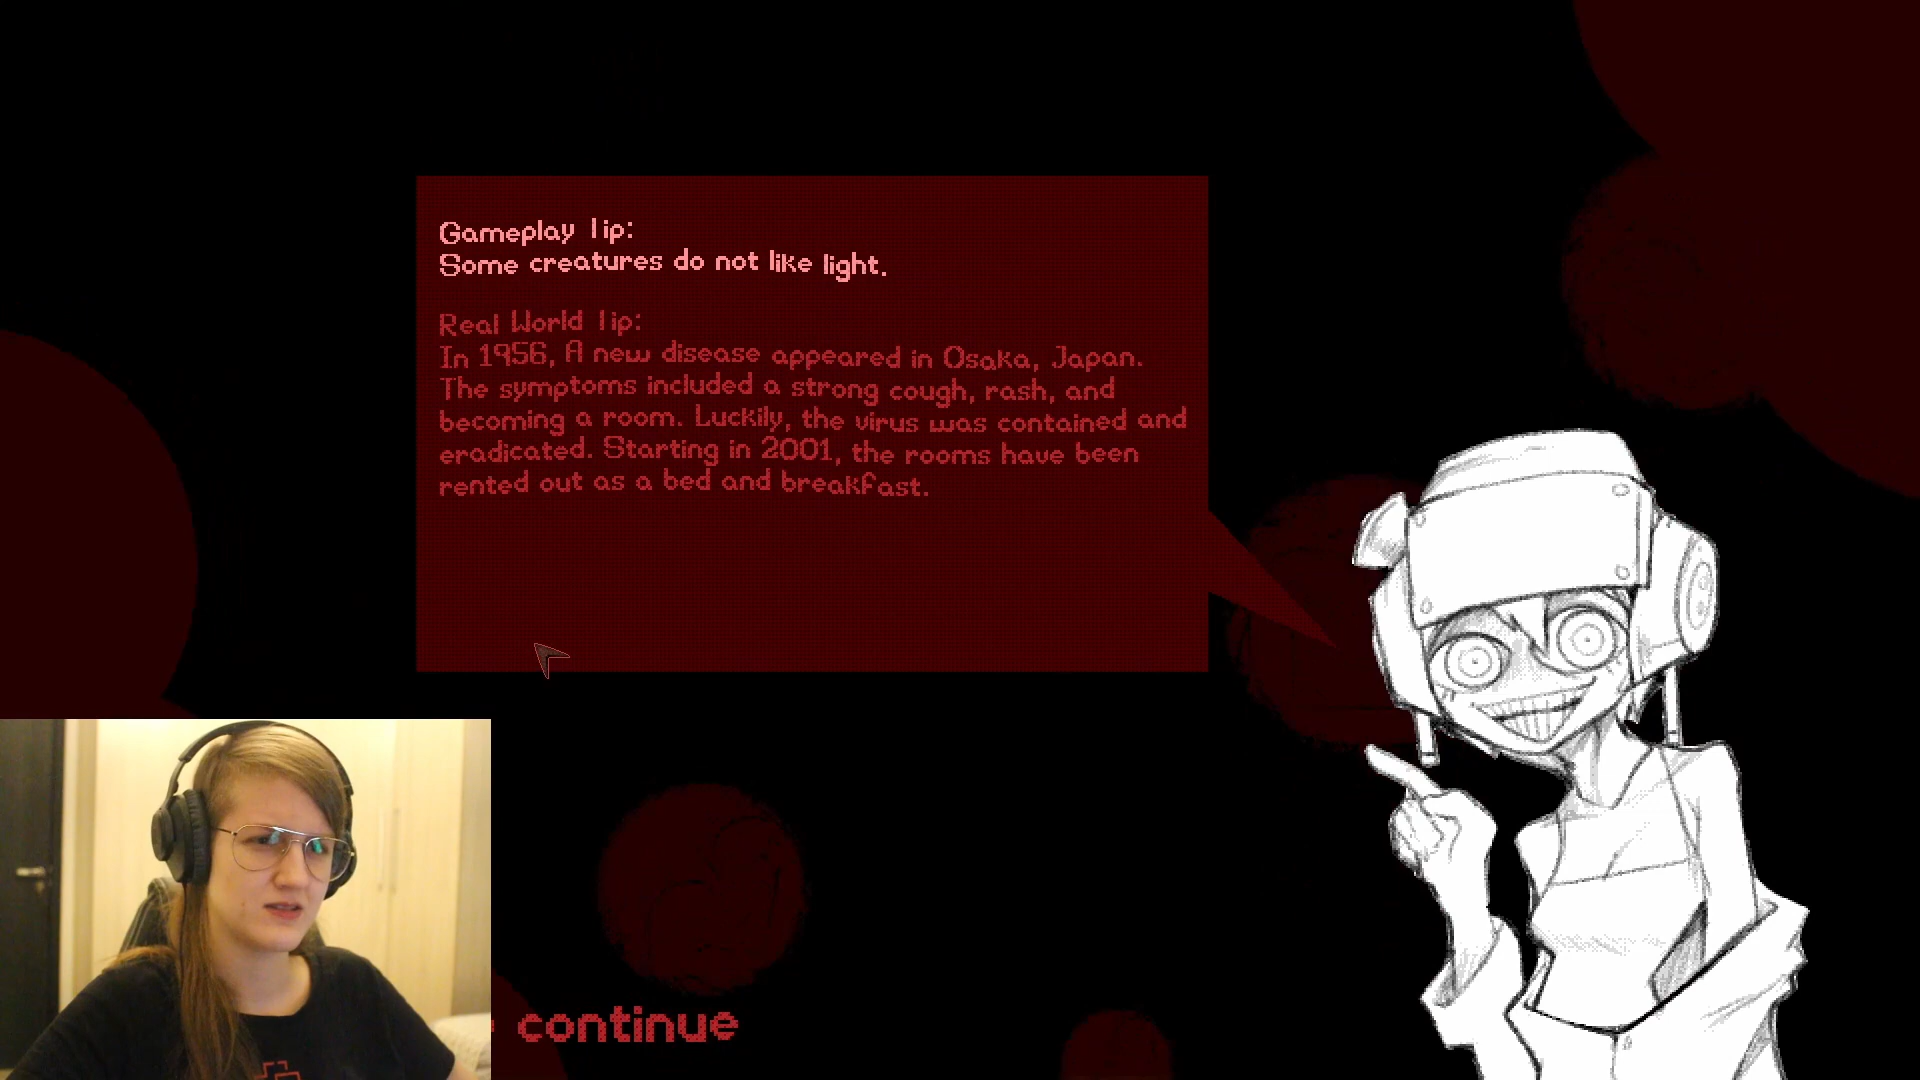 Gameplay Tip:
Some creatures do not like light.
Real World Tip:
In 1956, A new disease appeared in Osaka, Japan.
The symptoms included a strong cough, rash, and
becoming a room. Luckily, the virus was contained and
eradicated. Starting in 2001, the rooms have been
rented out as a bed and breakfast.
continue